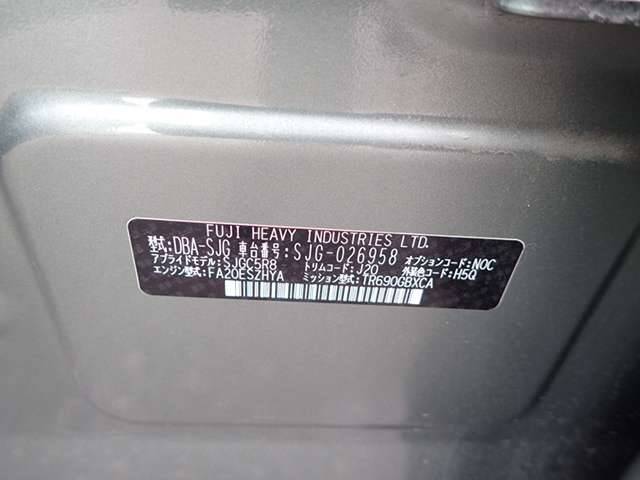 FUJI HEAVY INDUSTRIES LTD.
型式:DBA-SJG 車台番号:SJG-026958
アプライドモデル:SJGC5R8 トリムコード:J20 オプションコード:NOC
エンジン型式:FA20ESZHYA ミッション型式:TR690GBXCA 外装色コード:H5Q